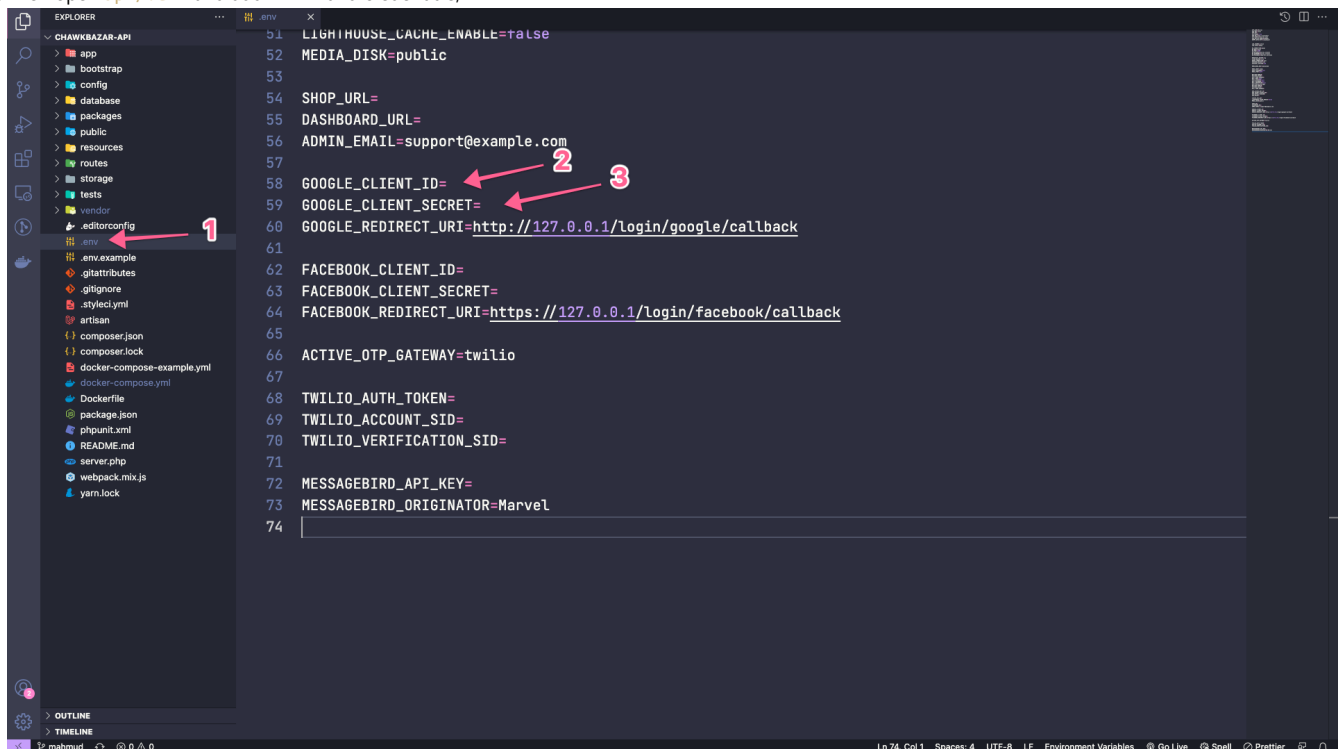 EXPLORER
.env
CHAWKBAZAR-API
app
bootstrap
config
database
packages
public
resources
routes
storage
tests
vendor
.editorconfig
.env
.env.example
.gitattributes
.gitignore
.styleci.yml
artisan
composer.json
composer.lock
docker-compose-example.yml
docker-compose.yml
Dockerfile
package.json
phpunit.xml
README.md
server.php
webpack.mix.js
yarn.lock
OUTLINE
TIMELINE
1
51 LIGHTHOUSE_CACHE_ENABLE=false
52 MEDIA_DISK=public
53
54 SHOP_URL=
55 DASHBOARD_URL=
56 ADMIN_EMAIL=support@example.com
57
2
58 GOOGLE_CLIENT_ID=
3
59 GOOGLE_CLIENT_SECRET=
60 GOOGLE_REDIRECT_URI=http://127.0.0.1/login/google/callback
61
62 FACEBOOK_CLIENT_ID=
63 FACEBOOK_CLIENT_SECRET=
64 FACEBOOK_REDIRECT_URI=https://127.0.0.1/login/facebook/callback
65
66 ACTIVE_OTP_GATEWAY=twilio
67
68 TWILIO_AUTH_TOKEN=
69 TWILIO_ACCOUNT_SID=
70 TWILIO_VERIFICATION_SID=
71
72 MESSAGEBIRD_API_KEY=
73 MESSAGEBIRD_ORIGINATOR=Marvel
74
2
mahmud 0 0 Ln 74, Col 1 Spaces: 4 UTF-8 LF Environment Variables Go Live Spell Prettier